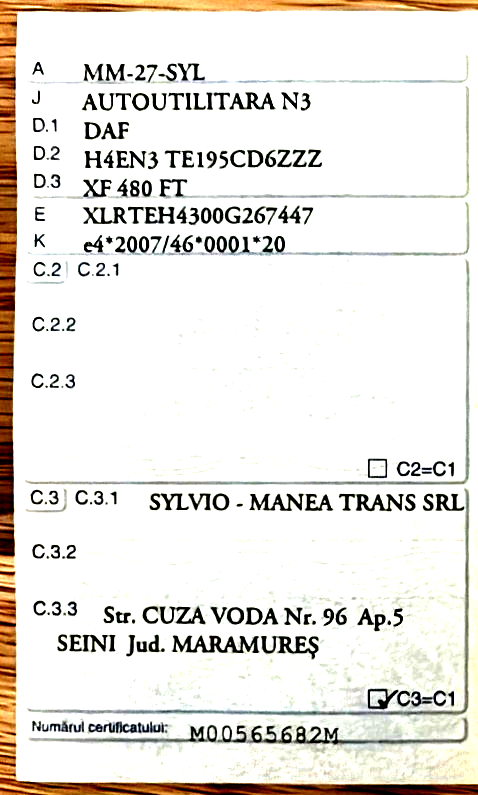 A MM-27-SYL
J AUTOUTILITARA N3
D.1 DAF
D.2 H4EN3 TE195CD6ZZZ
D.3 XF 480 FT
E XLRTEH4300G267447
K e4*2007/46*0001*20
C.2 C.2.1
C.2.2
C.2.3
C2=C1
C.3 C.3.1 SYLVIO - MANEA TRANS SRL
C.3.2
C.3.3 Str. CUZA VODA Nr. 96 Ap.5
SEINI Jud. MARAMUREȘ
C3=C1
Numărul certificatului: M00565682M